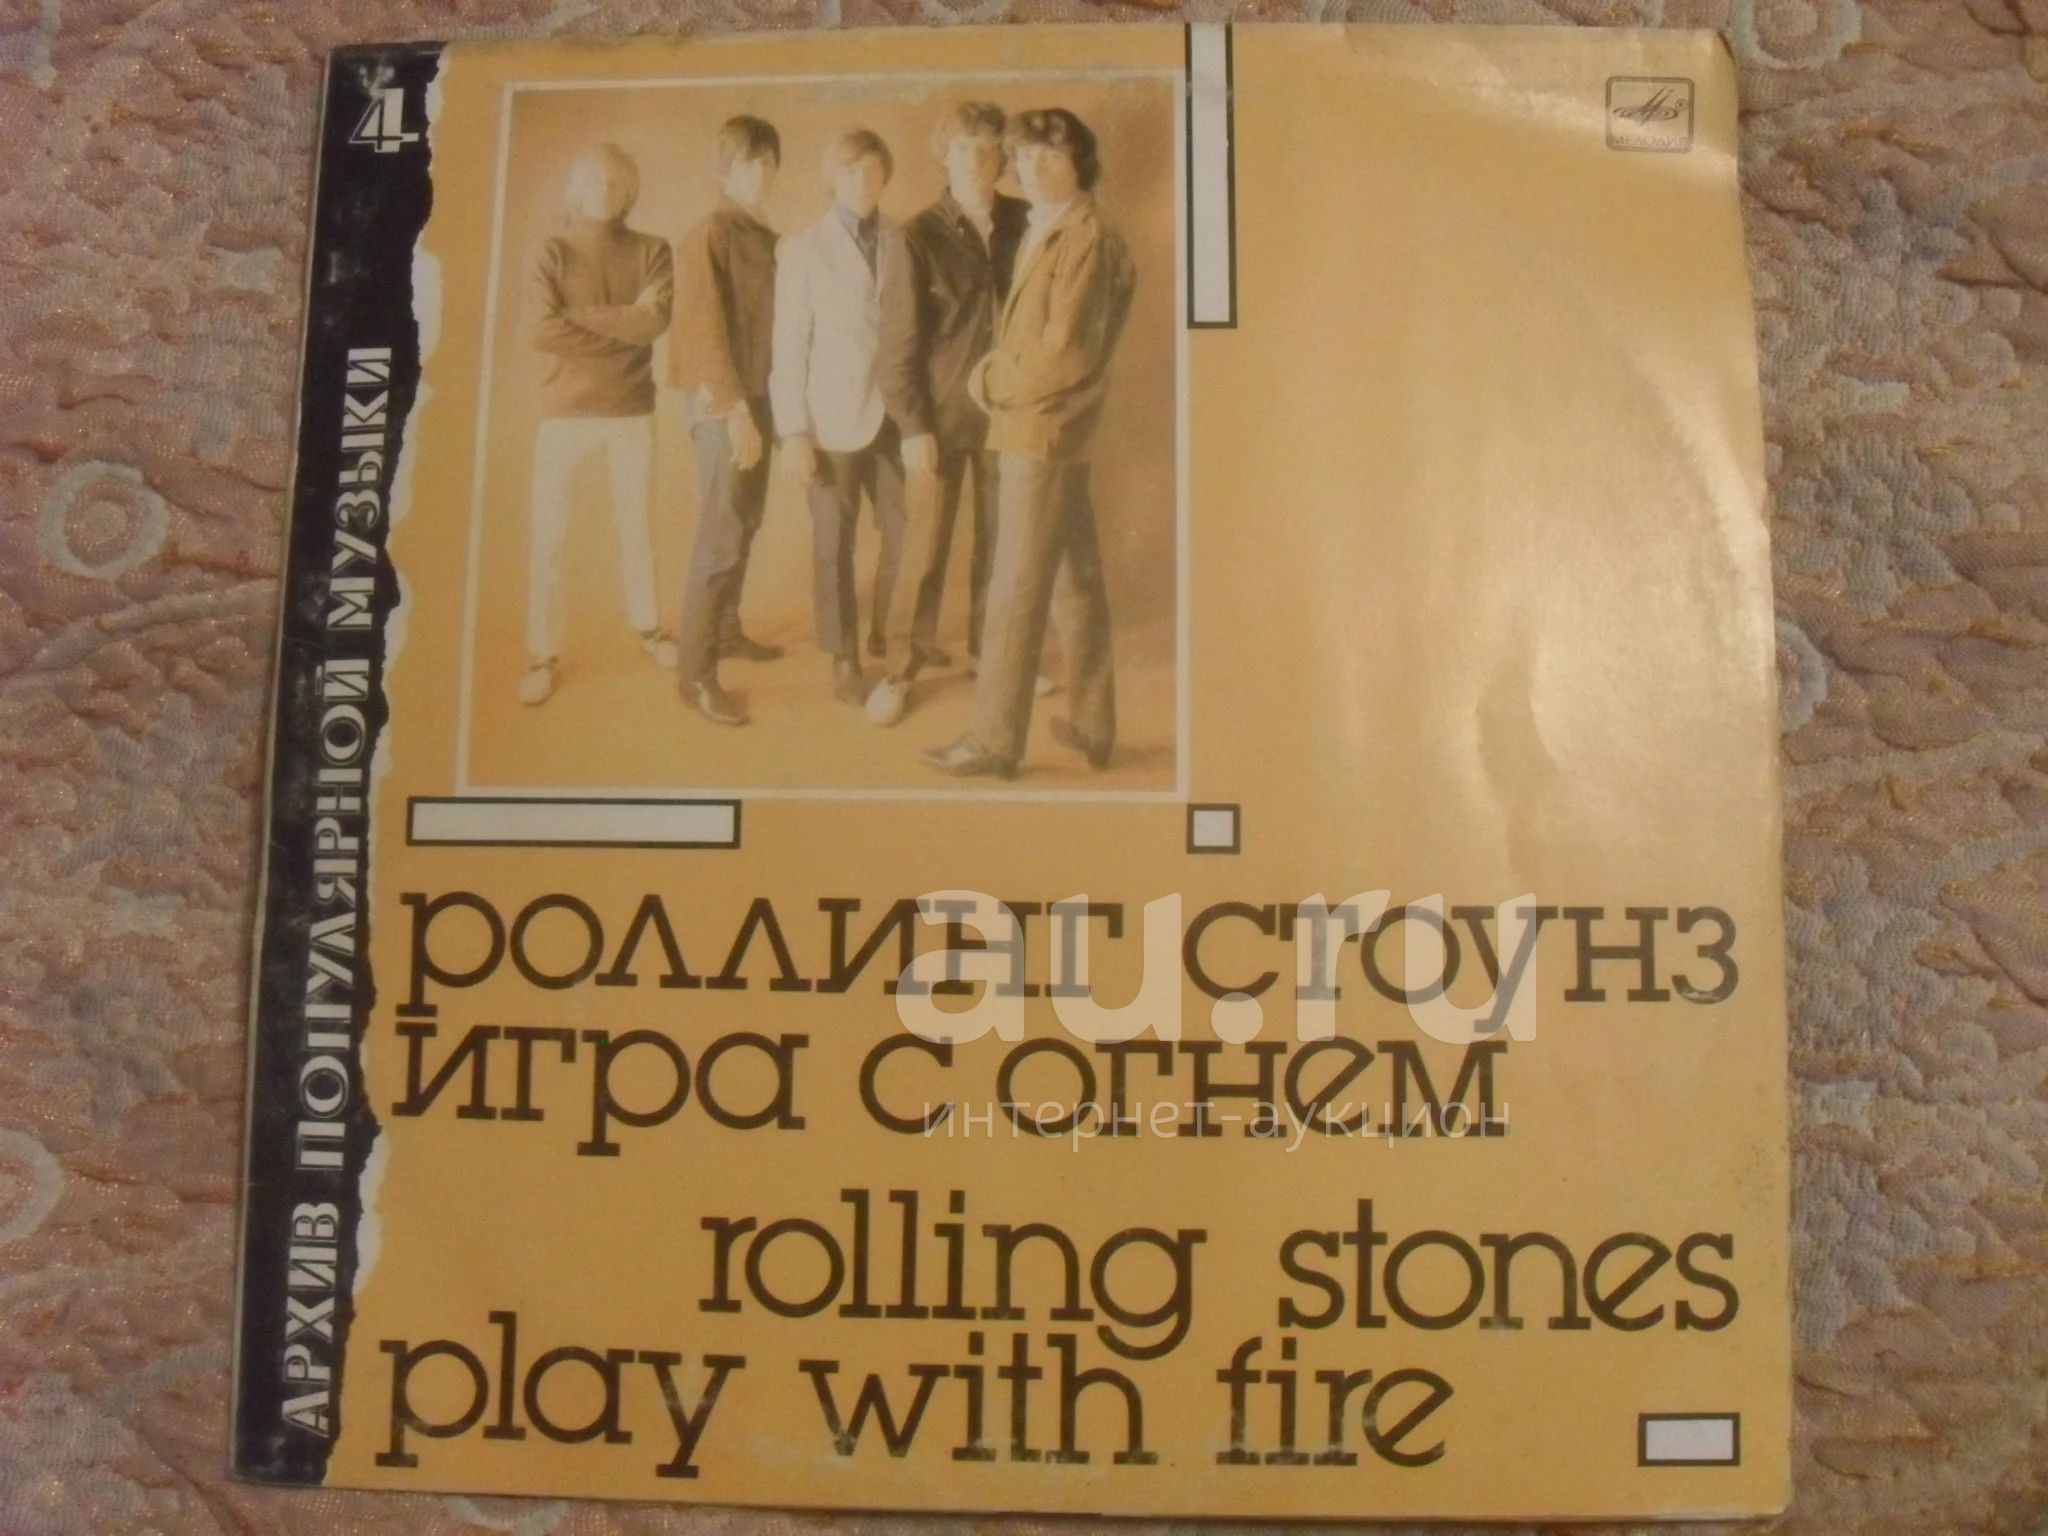 4
АРХИВ ПОПУЛЯРНОЙ МУЗЫКИ
МЕЛОДИЯ
роллинг стоунз
игра с огнем
rolling stones
play with fire
au.ru
интернет-аукцион